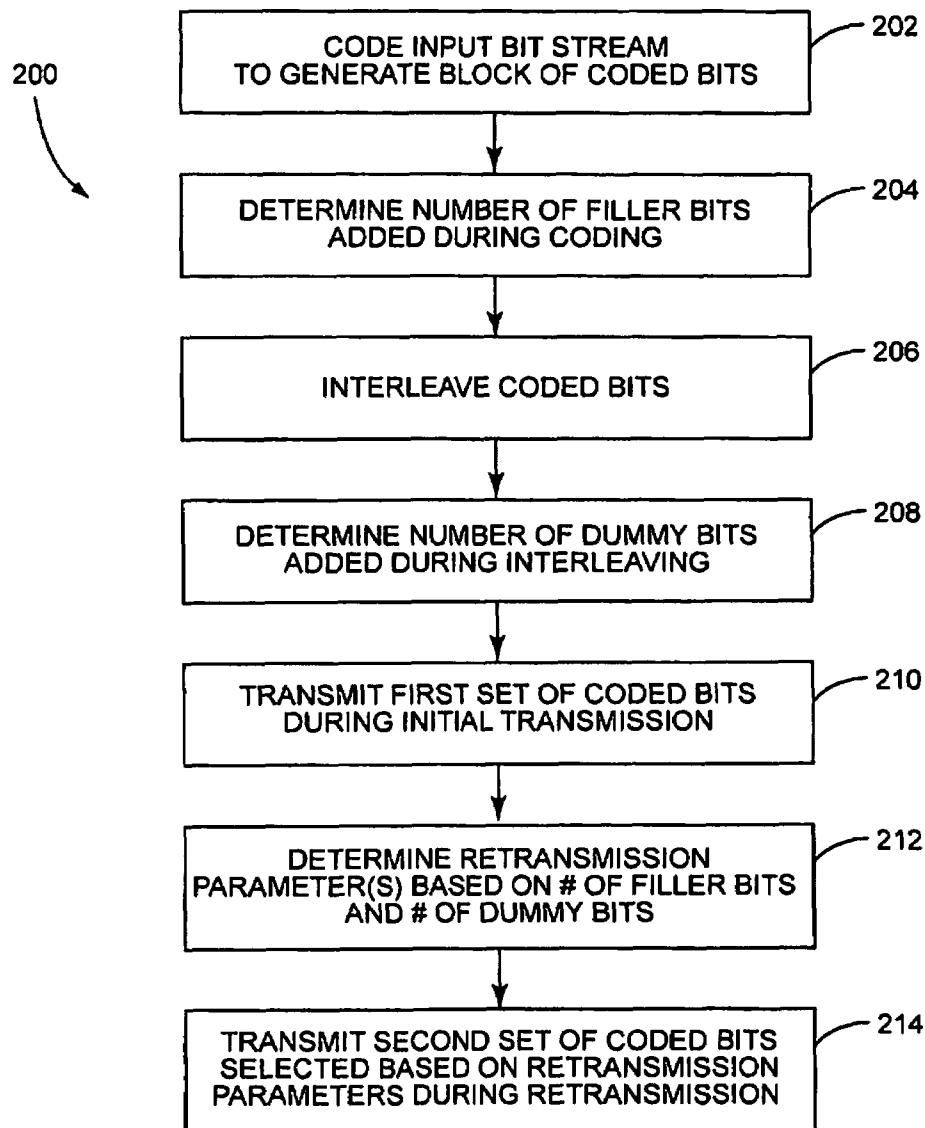 200
CODE INPUT BIT STREAM
TO GENERATE BLOCK OF CODED BITS
202
DETERMINE NUMBER OF FILLER BITS
ADDED DURING CODING
204
INTERLEAVE CODED BITS
206
DETERMINE NUMBER OF DUMMY BITS
ADDED DURING INTERLEAVING
208
TRANSMIT FIRST SET OF CODED BITS
DURING INITIAL TRANSMISSION
210
DETERMINE RETRANSMISSION
PARAMETER(S) BASED ON # OF FILLER BITS
AND # OF DUMMY BITS
212
TRANSMIT SECOND SET OF CODED BITS
SELECTED BASED ON RETRANSMISSION
PARAMETERS DURING RETRANSMISSION
214